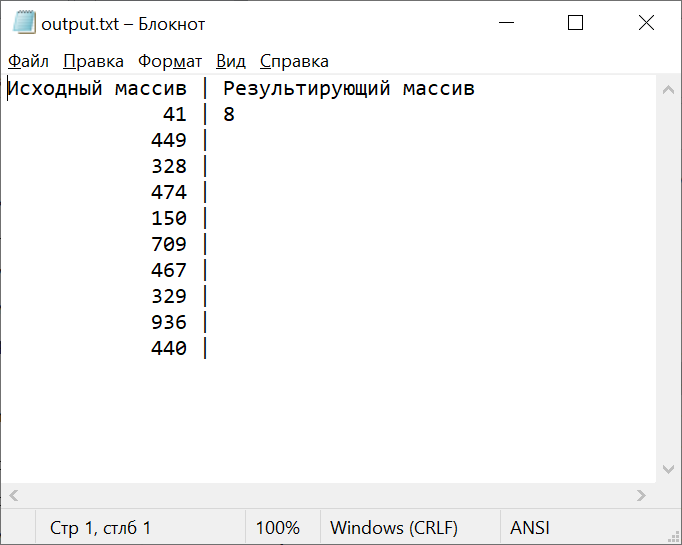 output.txt – Блокнот
Файл Правка Формат Вид Справка
Исходный массив | Результирующий массив
41 | 8
449 |
328 |
474 |
150 |
709 |
467 |
329 |
936 |
440 |
Стр 1, стлб 1 100% Windows (CRLF) ANSI